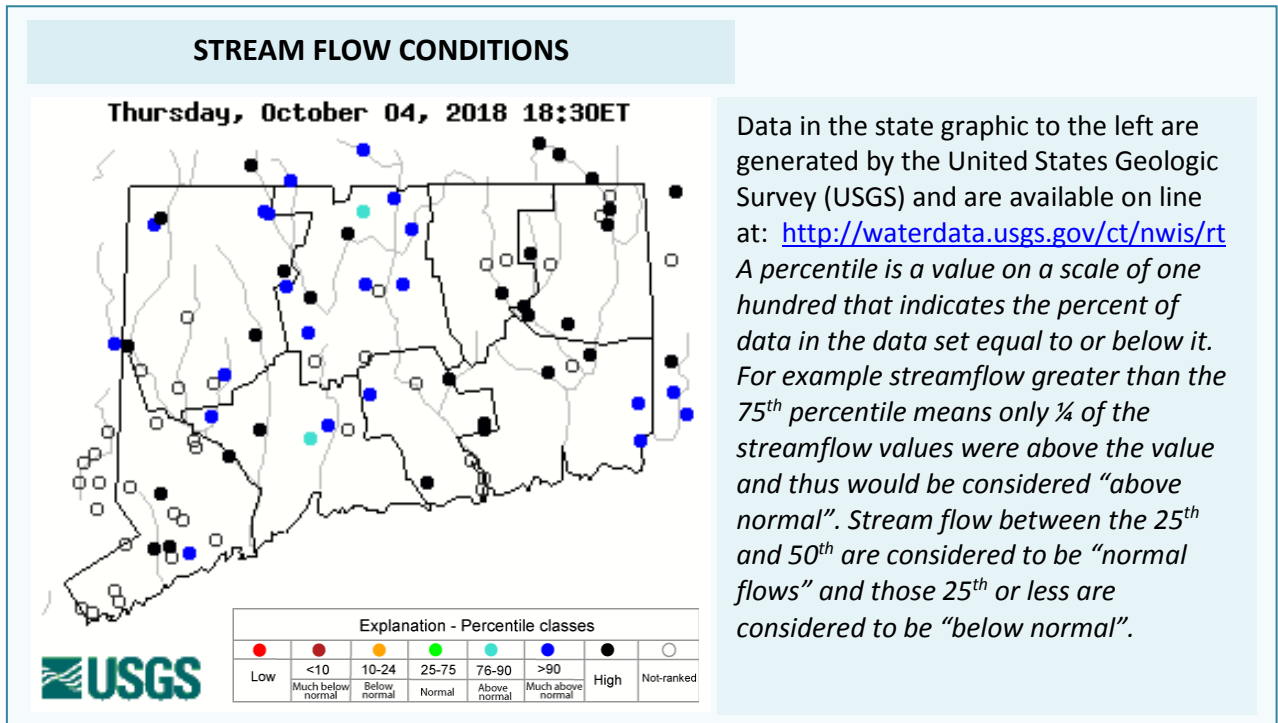 STREAM FLOW CONDITIONS
Thursday, October 04, 2018 18:30ET
Data in the state graphic to the left are
generated by the United States Geologic
Survey (USGS) and are available on line
at: http://waterdata.usgs.gov/ct/nwis/rt
A percentile is a value on a scale of one
hundred that indicates the percent of
data in the data set equal to or below it.
For example streamflow greater than the
75th percentile means only ¼ of the
streamflow values were above the value
and thus would be considered “above
normal”. Stream flow between the 25th
and 50th are considered to be “normal
flows” and those 25th or less are
considered to be “below normal”.
Explanation - Percentile classes
Low <10 10-24 25-75 76-90 >90 High Not-ranked
Much below normal Below normal Normal Above normal Much above normal
USGS